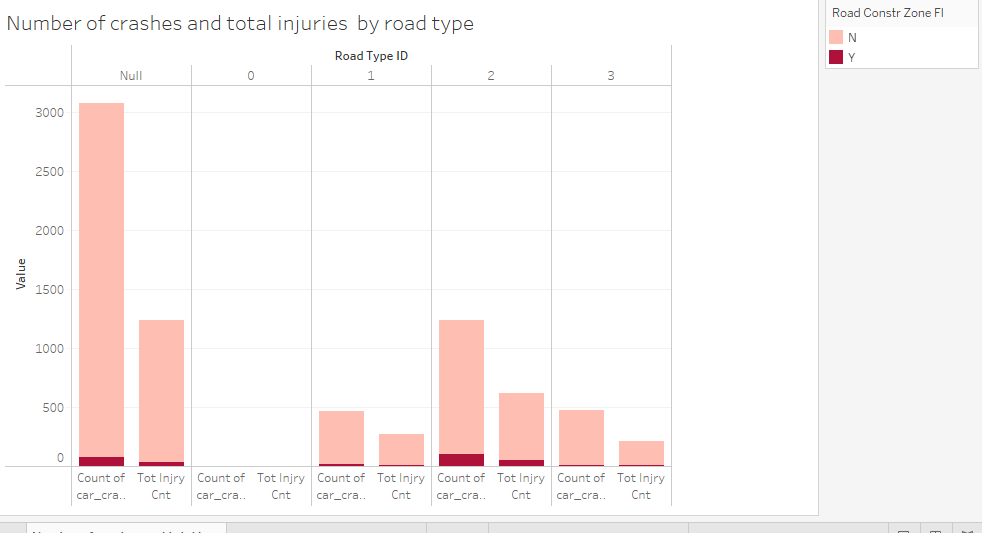 Number of crashes and total injuries by road type
Road Type ID
Null 0 1 2 3
3000
2500
2000
1500
1000
500
0
Value
Count of Tot Injry Count of Tot Injry Count of Tot Injry Count of Tot Injry Count of Tot Injry
car_cra.. Cnt car_cra.. Cnt car_cra.. Cnt car_cra.. Cnt car_cra.. Cnt
Road Constr Zone Fl
N
Y